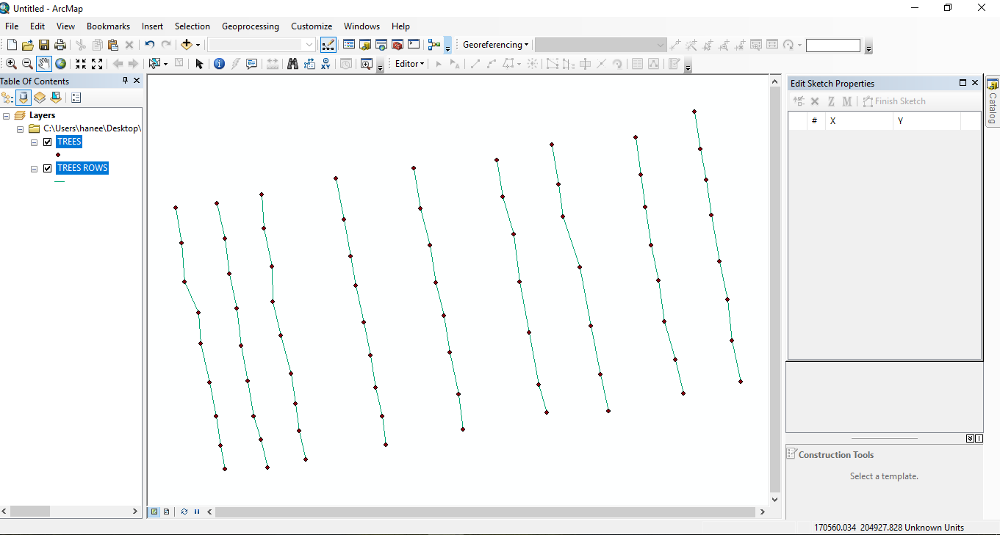 Untitled - ArcMap
File Edit View Bookmarks Insert Selection Geoprocessing Customize Windows Help
Georeferencing
Editor
Table Of Contents
Layers
C:\Users\hanee\Desktop\
TREES
TREES ROWS
Edit Sketch Properties
Z M Finish Sketch
# X Y
Catalog
Construction Tools
Select a template.
170560.034 204927.828 Unknown Units